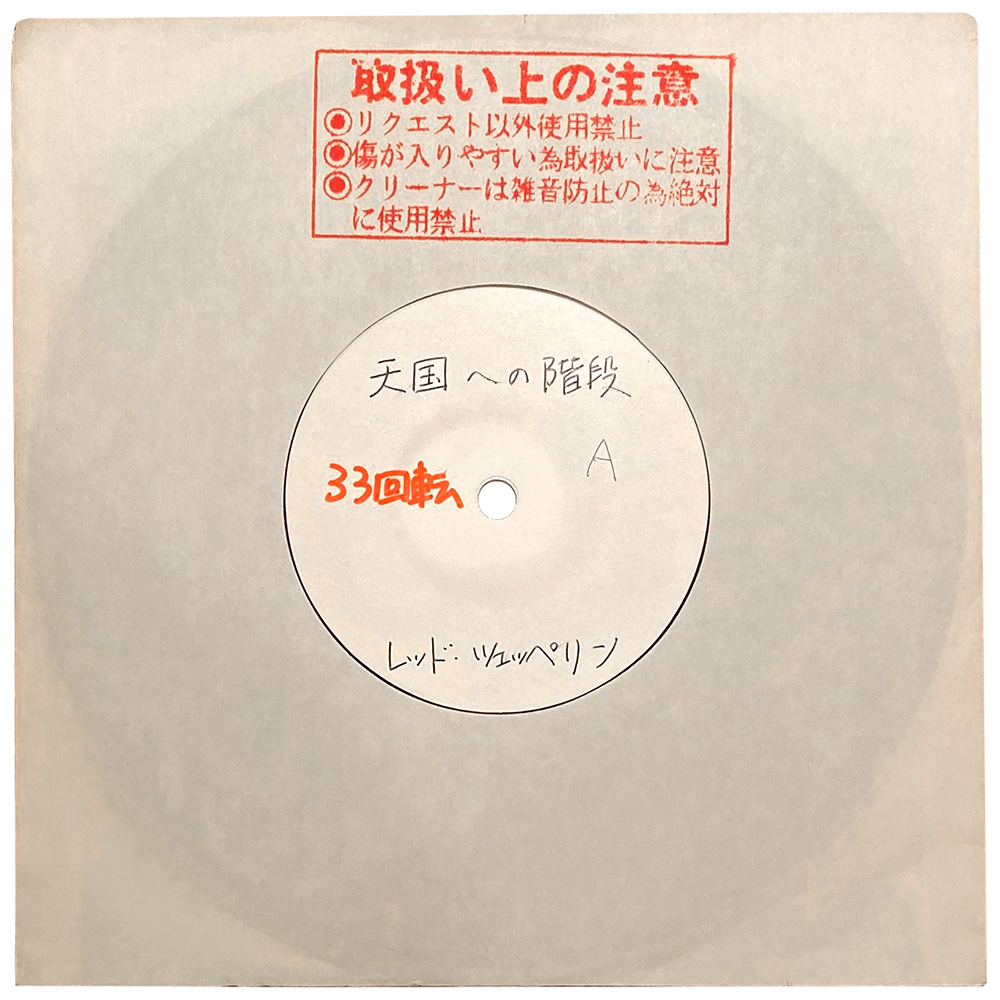 取扱い上の注意
◉リクエスト以外使用禁止
◉傷が入りやすい為取扱いに注意
◉クリーナーは雑音防止の為絶対
に使用禁止
天国への階段
A
33回転
レッド・ツェッペリン